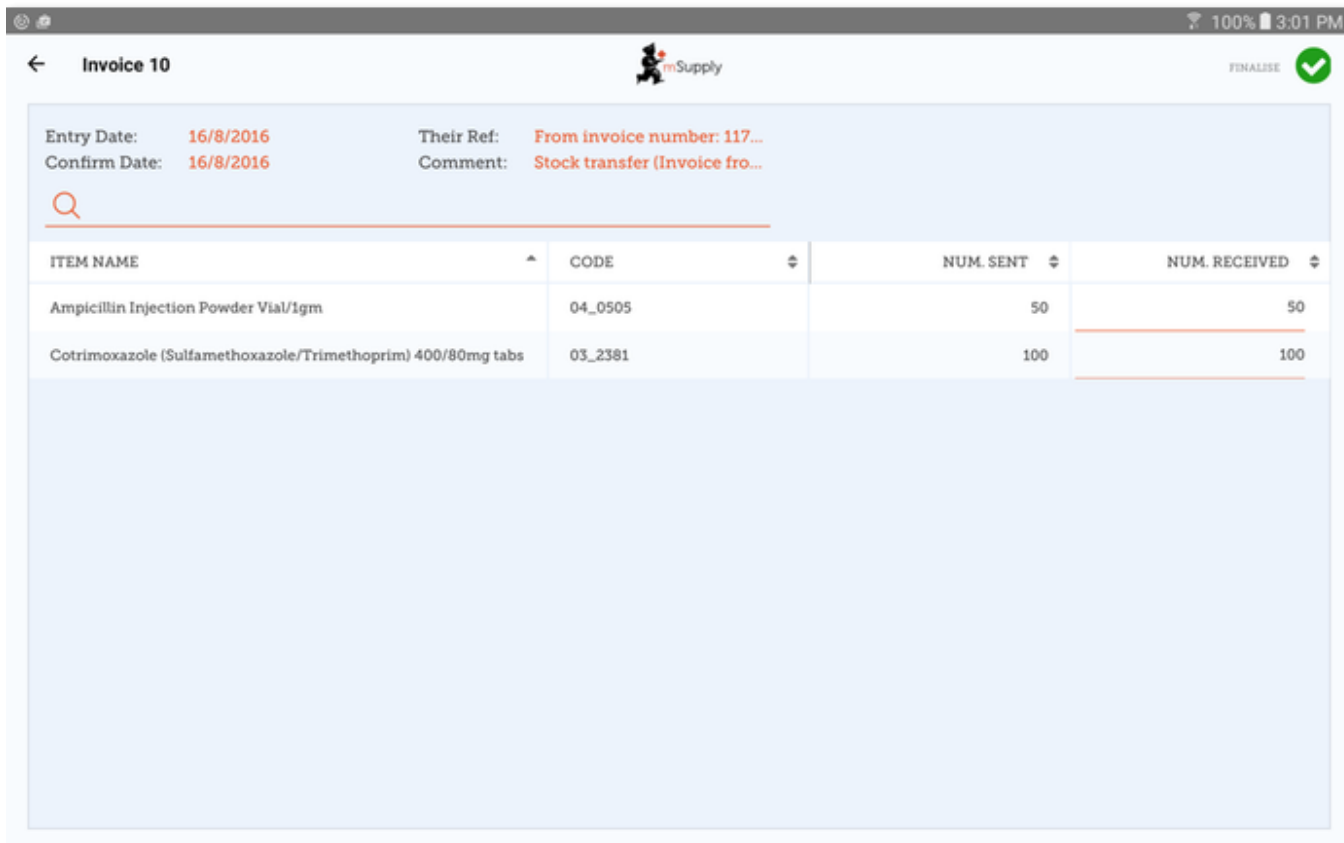 100% 3:01 PM
Invoice 10
mSupply
FINALISE
Entry Date: 16/8/2016 Their Ref: From invoice number: 117...
Confirm Date: 16/8/2016 Comment: Stock transfer (Invoice fro...
ITEM NAME CODE NUM. SENT NUM. RECEIVED
Ampicillin Injection Powder Vial/1gm 04_0505 50 50
Cotrimoxazole (Sulfamethoxazole/Trimethoprim) 400/80mg tabs 03_2381 100 100